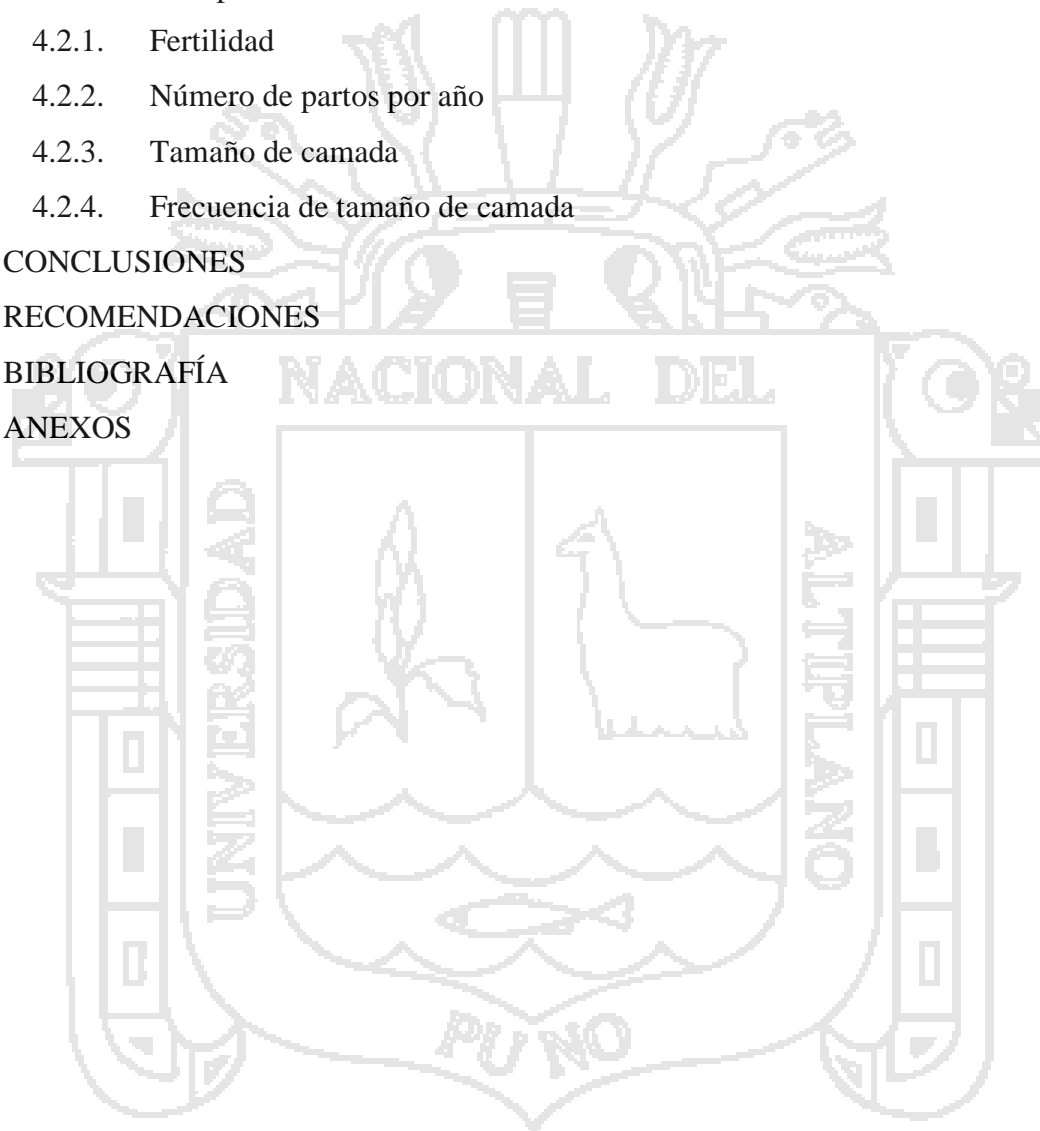 4.2.1. Fertilidad
4.2.2. Número de partos por año
4.2.3. Tamaño de camada
4.2.4. Frecuencia de tamaño de camada
CONCLUSIONES
RECOMENDACIONES
BIBLIOGRAFÍA
ANEXOS
NACIONAL DEL
UNIVERSIDAD
ALTIPLANO
PUNO